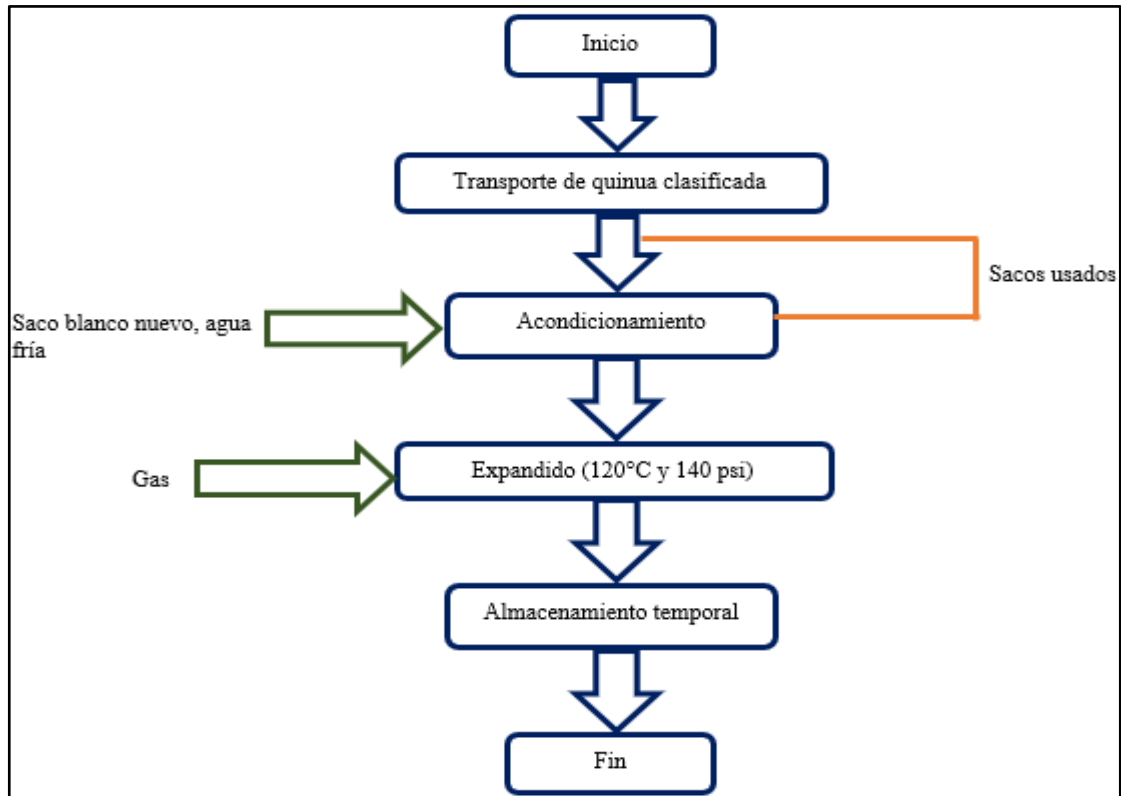 Inicio
Transporte de quinua clasificada
Sacos usados
Saco blanco nuevo, agua
fría
Acondicionamiento
Gas
Expandido (120°C y 140 psi)
Almacenamiento temporal
Fin